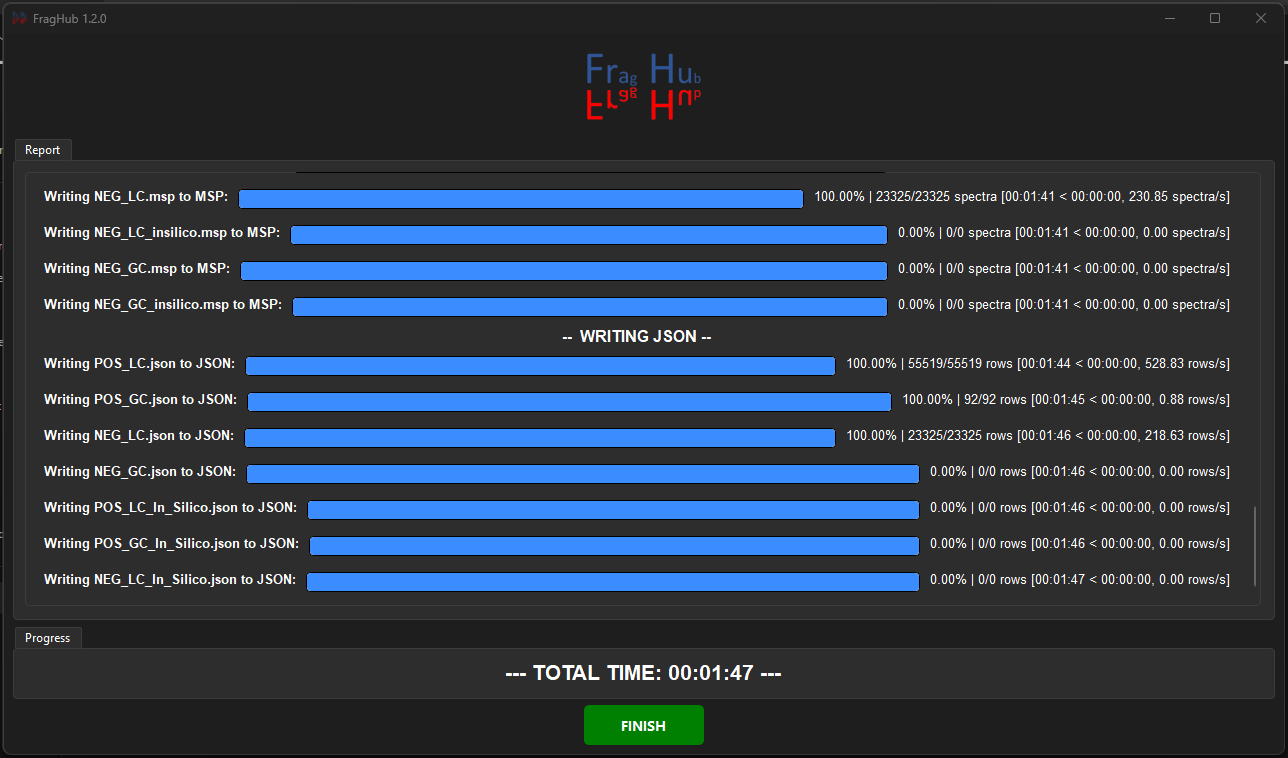 FragHub 1.2.0
Frag Hub
Report
Writing NEG_LC.msp to MSP: 100.00% | 23325/23325 spectra [00:01:41 < 00:00:00, 230.85 spectra/s]
Writing NEG_LC_insilico.msp to MSP: 0.00% | 0/0 spectra [00:01:41 < 00:00:00, 0.00 spectra/s]
Writing NEG_GC.msp to MSP: 0.00% | 0/0 spectra [00:01:41 < 00:00:00, 0.00 spectra/s]
Writing NEG_GC_insilico.msp to MSP: 0.00% | 0/0 spectra [00:01:41 < 00:00:00, 0.00 spectra/s]
-- WRITING JSON --
Writing POS_LC.json to JSON: 100.00% | 55519/55519 rows [00:01:44 < 00:00:00, 528.83 rows/s]
Writing POS_GC.json to JSON: 100.00% | 92/92 rows [00:01:45 < 00:00:00, 0.88 rows/s]
Writing NEG_LC.json to JSON: 100.00% | 23325/23325 rows [00:01:46 < 00:00:00, 218.63 rows/s]
Writing NEG_GC.json to JSON: 0.00% | 0/0 rows [00:01:46 < 00:00:00, 0.00 rows/s]
Writing POS_LC_In_Silico.json to JSON: 0.00% | 0/0 rows [00:01:46 < 00:00:00, 0.00 rows/s]
Writing POS_GC_In_Silico.json to JSON: 0.00% | 0/0 rows [00:01:46 < 00:00:00, 0.00 rows/s]
Writing NEG_LC_In_Silico.json to JSON: 0.00% | 0/0 rows [00:01:47 < 00:00:00, 0.00 rows/s]
Progress
--- TOTAL TIME: 00:01:47 ---
FINISH